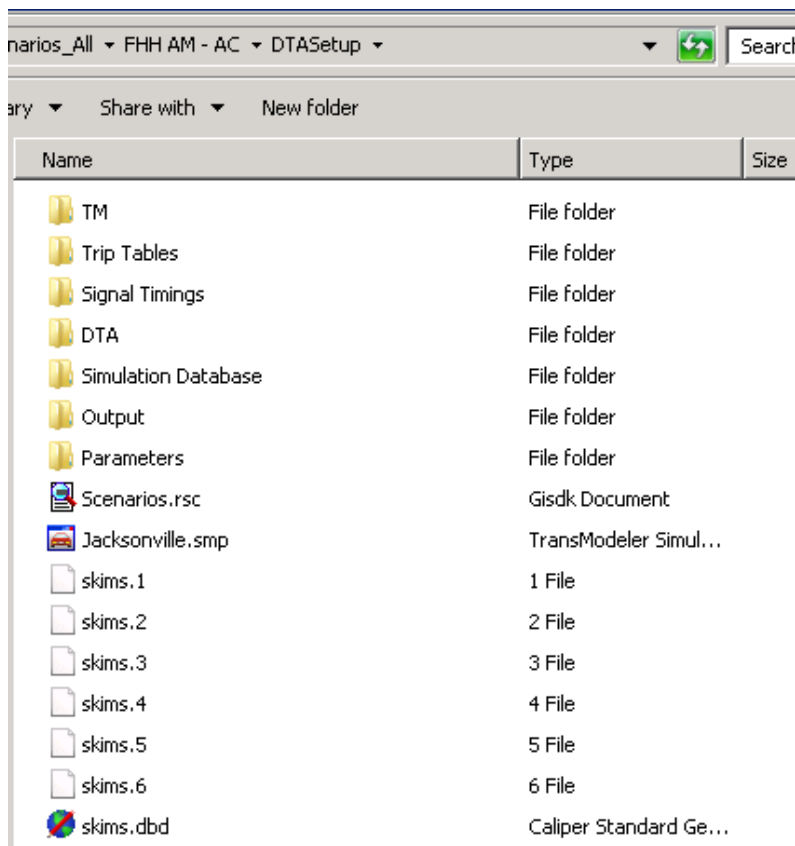 narios_All FHH AM - AC DTASetup Search
ary Share with New folder
Name Type Size
TM File folder
Trip Tables File folder
Signal Timings File folder
DTA File folder
Simulation Database File folder
Output File folder
Parameters File folder
Scenarios.rsc Gisdk Document
Jacksonville.smp TransModeler Simul...
skims.1 1 File
skims.2 2 File
skims.3 3 File
skims.4 4 File
skims.5 5 File
skims.6 6 File
skims.dbd Caliper Standard Ge...